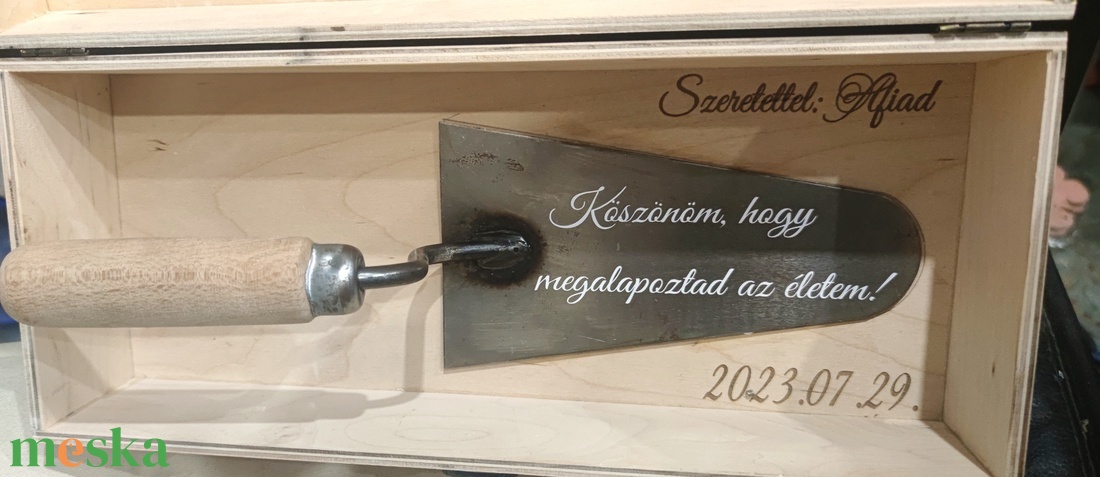 Szeretettel: Afiad
Köszönöm, hogy
megalapoztad az életem!
2023.07.29.
meska